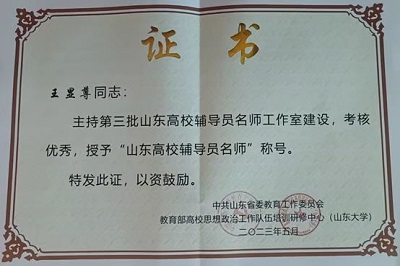 证书
王显尊同志：
主持第三批山东高校辅导员名师工作室建设，考核
优秀，授予“山东高校辅导员名师”称号。
特发此证，以资鼓励。
中共山东省委教育工作委员会
教育部高校思想政治工作队伍培训研修中心（山东大学）
二〇二三年五月